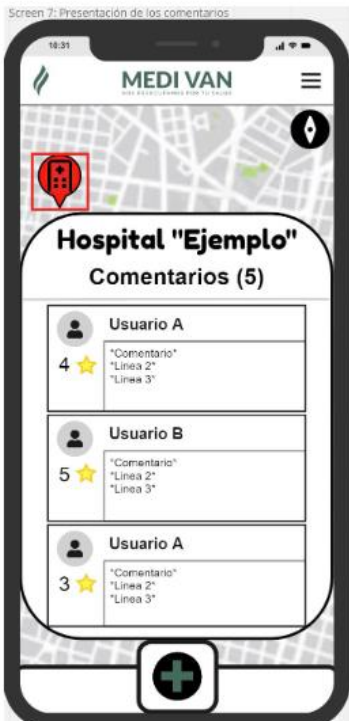 Screen 7: Presentación de los comentarios
10:31
MEDI VAN
Hospital "Ejemplo"
Comentarios (5)
Usuario A
4
"Comentario"
"Linea 2"
"Linea 3"
Usuario B
5
"Comentario"
"Linea 2"
"Linea 3"
Usuario A
3
"Comentario"
"Linea 2"
"Linea 3"